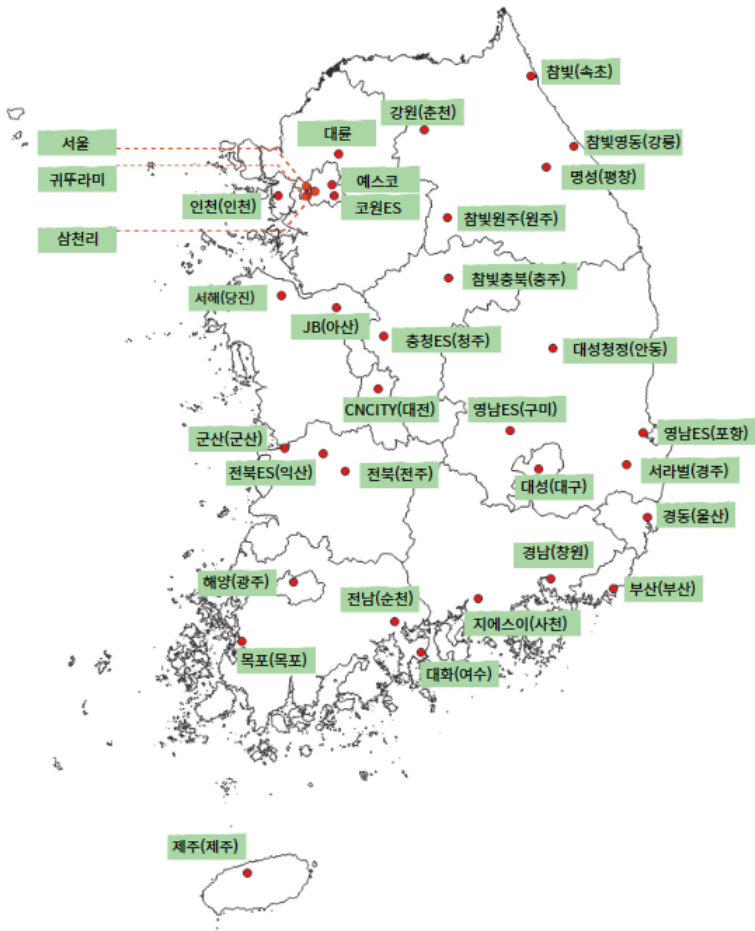 참빛(속초)
강원(춘천)
대륜
서울
참빛영동(강릉)
귀뚜라미
예스코
명성(평창)
인천(인천)
코원ES
참빛원주(원주)
삼천리
참빛충북(충주)
서해(당진)
JB(아산)
충청ES(청주)
대성청정(안동)
CNCITY(대전)
영남ES(구미)
군산(군산)
영남ES(포항)
전북ES(익산)
전북(전주)
대성(대구)
서라벌(경주)
경동(울산)
경남(창원)
해양(광주)
전남(순천)
부산(부산)
지에스이(사천)
목포(목포)
대화(여수)
제주(제주)